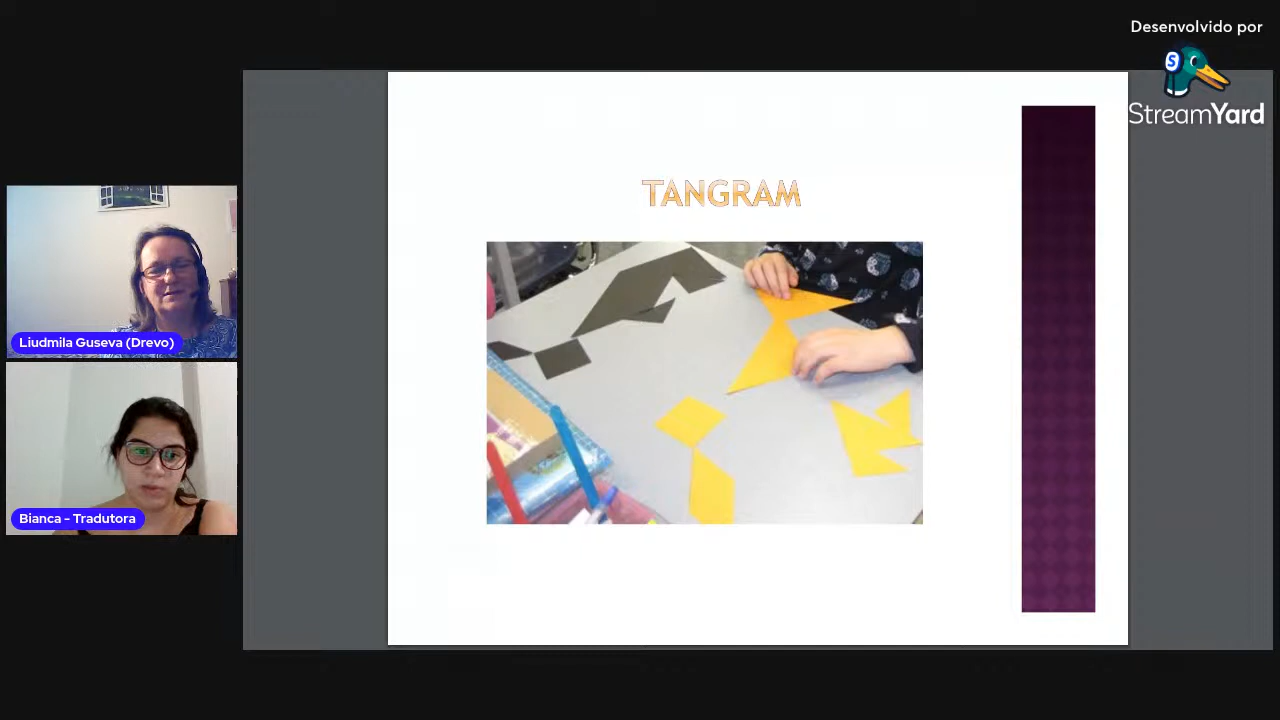 Desenvolvido por
StreamYard
TANGRAM
Liudmila Guseva (Drevo)
Bianca - Tradutora